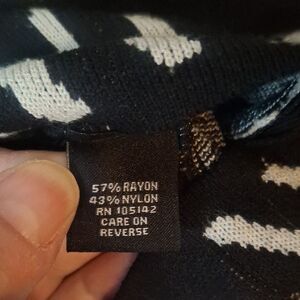 57% RAYON
43% NYLON
RN 105142
CARE ON
REVERSE